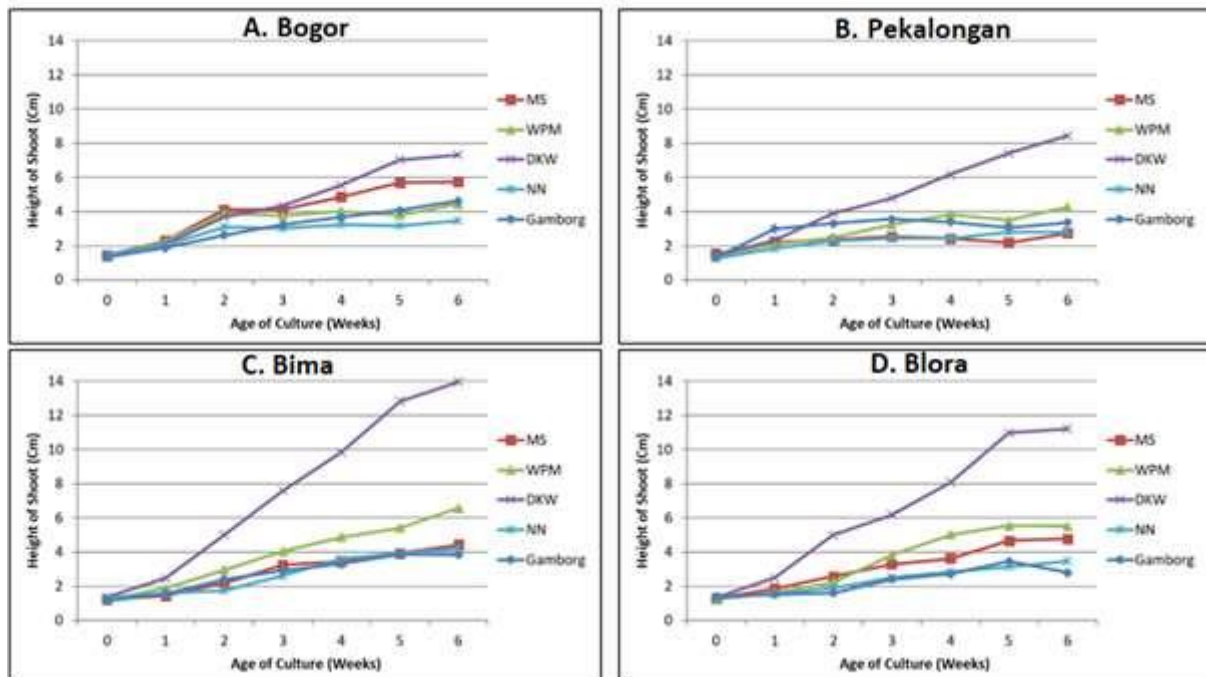 A. Bogor
Height of Shoot (Cm)
14
12
10
8
6
4
2
0
0 1 2 3 4 5 6
Age of Culture (Weeks)
MS
WPM
DKW
NN
Gamborg
B. Pekalongan
Height of Shoot (Cm)
14
12
10
8
6
4
2
0
0 1 2 3 4 5 6
Age of Culture (Weeks)
MS
WPM
DKW
NN
Gamborg
C. Bima
Height of Shoot (Cm)
14
12
10
8
6
4
2
0
0 1 2 3 4 5 6
Age of Culture (Weeks)
MS
WPM
DKW
NN
Gamborg
D. Blora
Height of Shoot (Cm)
14
12
10
8
6
4
2
0
0 1 2 3 4 5 6
Age of Culture (Weeks)
MS
WPM
DKW
NN
Gamborg